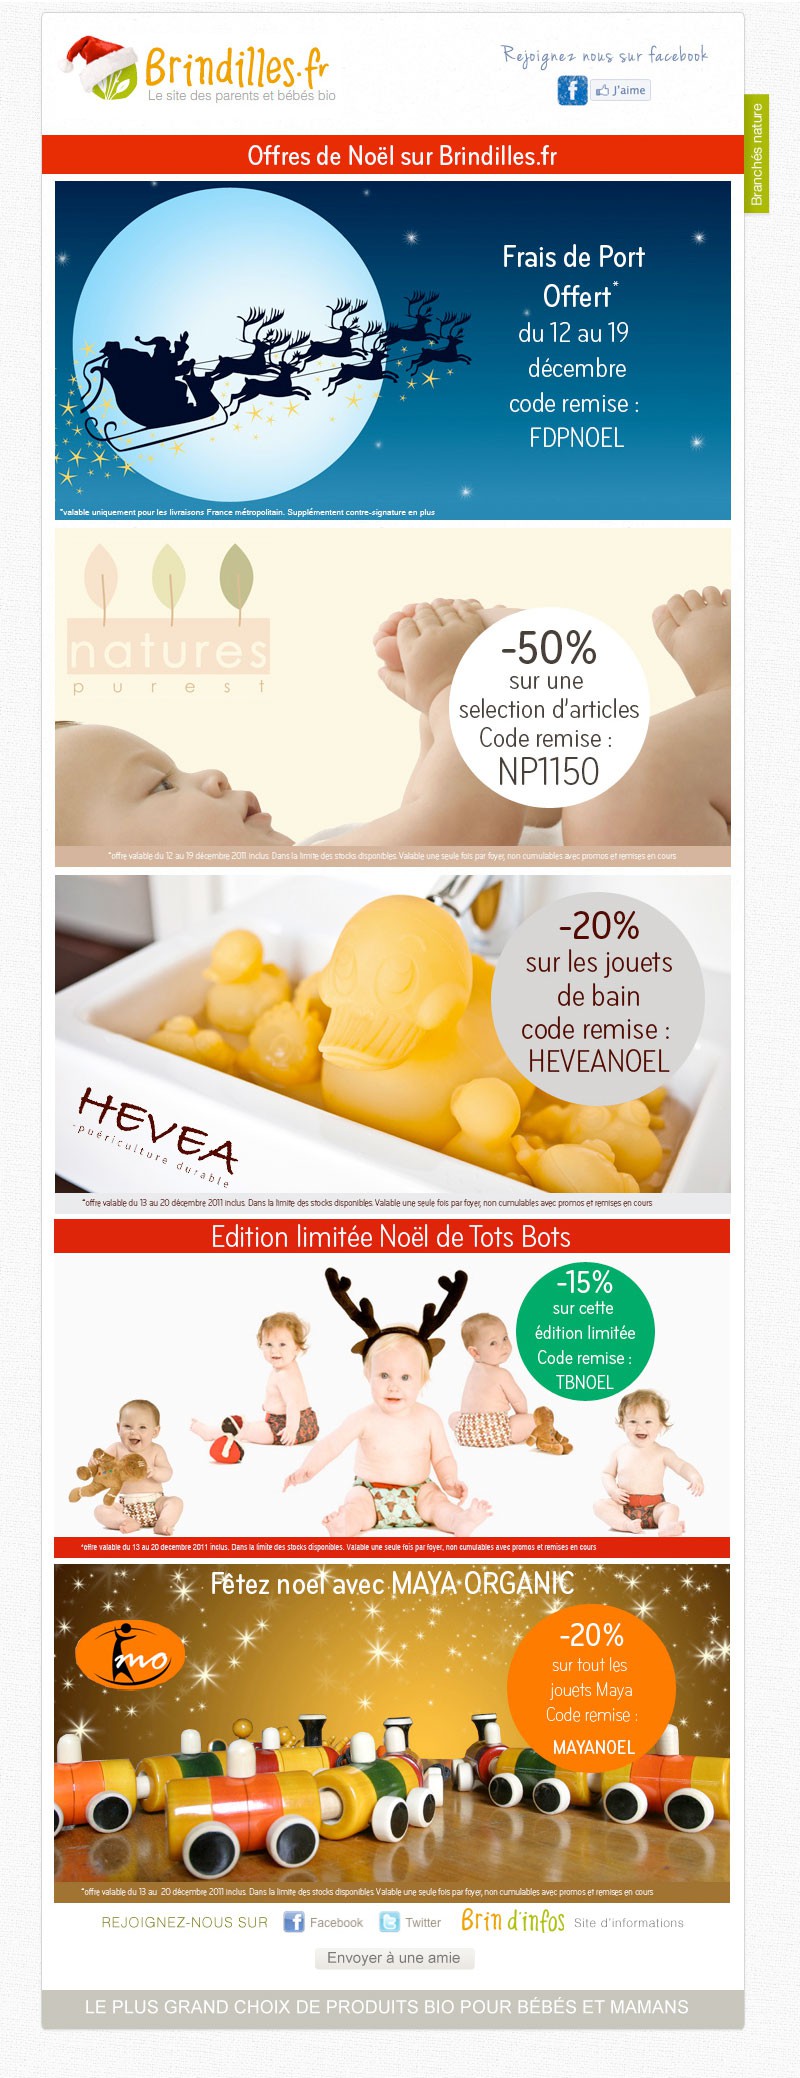 Brindilles.fr
Le site des parents et bébés bio
Rejoignez nous sur facebook
f J'aime
Branchés nature
Offres de Noël sur Brindilles.fr
Frais de Port
Offert*
du 12 au 19
décembre
code remise :
FDPNOEL
*valable uniquement pour les livraisons France métropolitain. Supplémentent contre-signature en plus
natures
purest
-50%
sur une
selection d'articles
Code remise :
NP1150
*offre valable du 12 au 19 décembre 2011 inclus. Dans la limite des stocks disponibles. Valable une seule fois par foyer, non cumulables avec promos et remises en cours
-20%
sur les jouets
de bain
code remise :
HEVEANOEL
HEVEA
puériculture durable
*offre valable du 13 au 20 décembre 2011 inclus. Dans la limite des stocks disponibles. Valable une seule fois par foyer, non cumulables avec promos et remises en cours
Edition limitée Noël de Tots Bots
-15%
sur cette
édition limitée
Code remise :
TBNOEL
*offre valable du 13 au 20 decembre 2011 inclus. Dans la limite des stocks disponibles. Valable une seule fois par foyer, non cumulables avec promos et remises en cours
Fêtez noel avec MAYA ORGANIC
mo
-20%
sur tout les
jouets Maya
Code remise :
MAYANOEL
*offre valable du 13 au 20 décembre 2011 inclus. Dans la limite des stocks disponibles. Valable une seule fois par foyer, non cumulables avec promos et remises en cours
REJOIGNEZ-NOUS SUR f Facebook t Twitter Brin d'infos Site d'informations
Envoyer à une amie
LE PLUS GRAND CHOIX DE PRODUITS BIO POUR BÉBÉS ET MAMANS